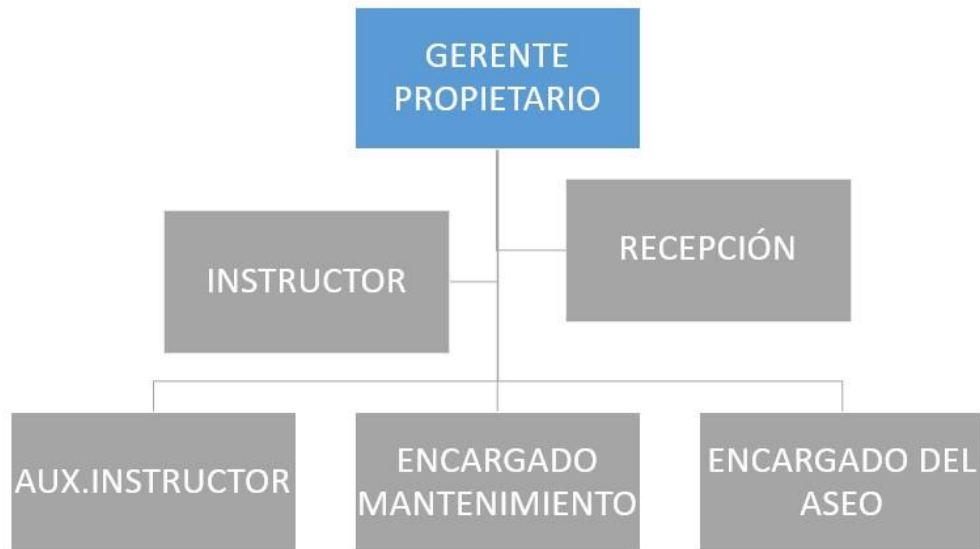 GERENTE
PROPIETARIO
RECEPCIÓN
INSTRUCTOR
AUX.INSTRUCTOR
ENCARGADO
MANTENIMIENTO
ENCARGADO DEL
ASEO